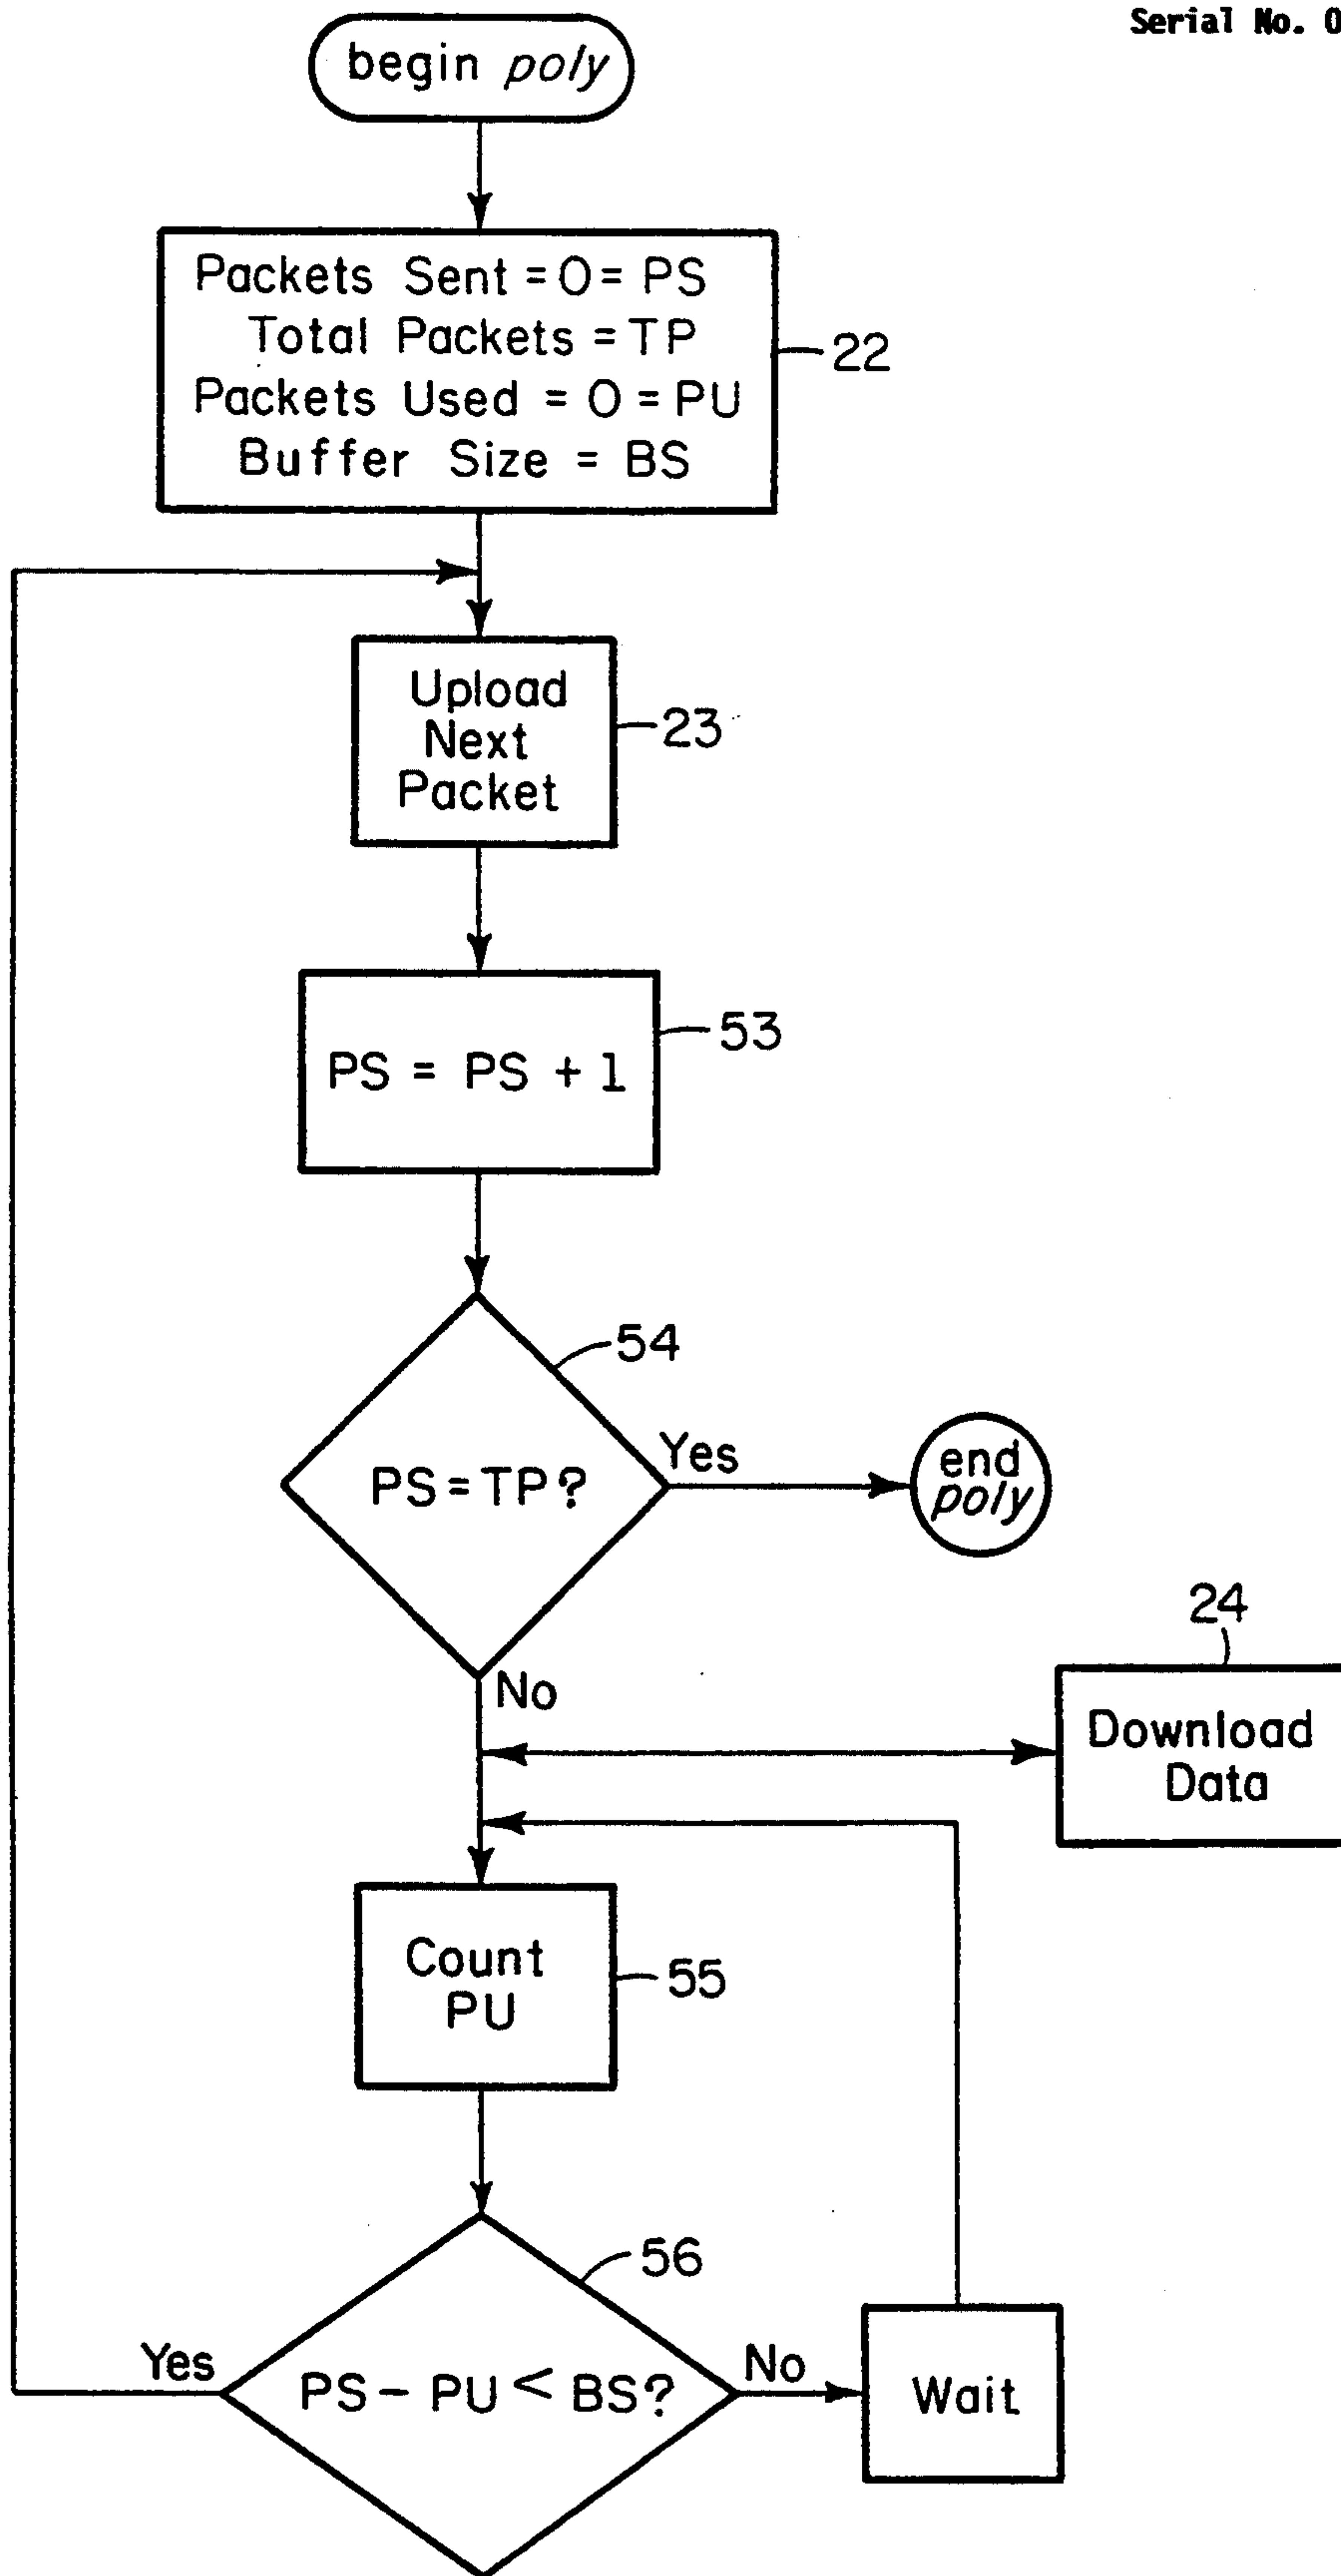 Serial No. 0
begin poly
Packets Sent = 0 = PS
Total Packets = TP
Packets Used = 0 = PU
Buffer Size = BS
22
Upload
Next
Packet
23
PS = PS + 1
53
54
PS = TP?
Yes
end
poly
No
24
Download
Data
Count
PU
55
56
Yes
PS - PU < BS?
No
Wait